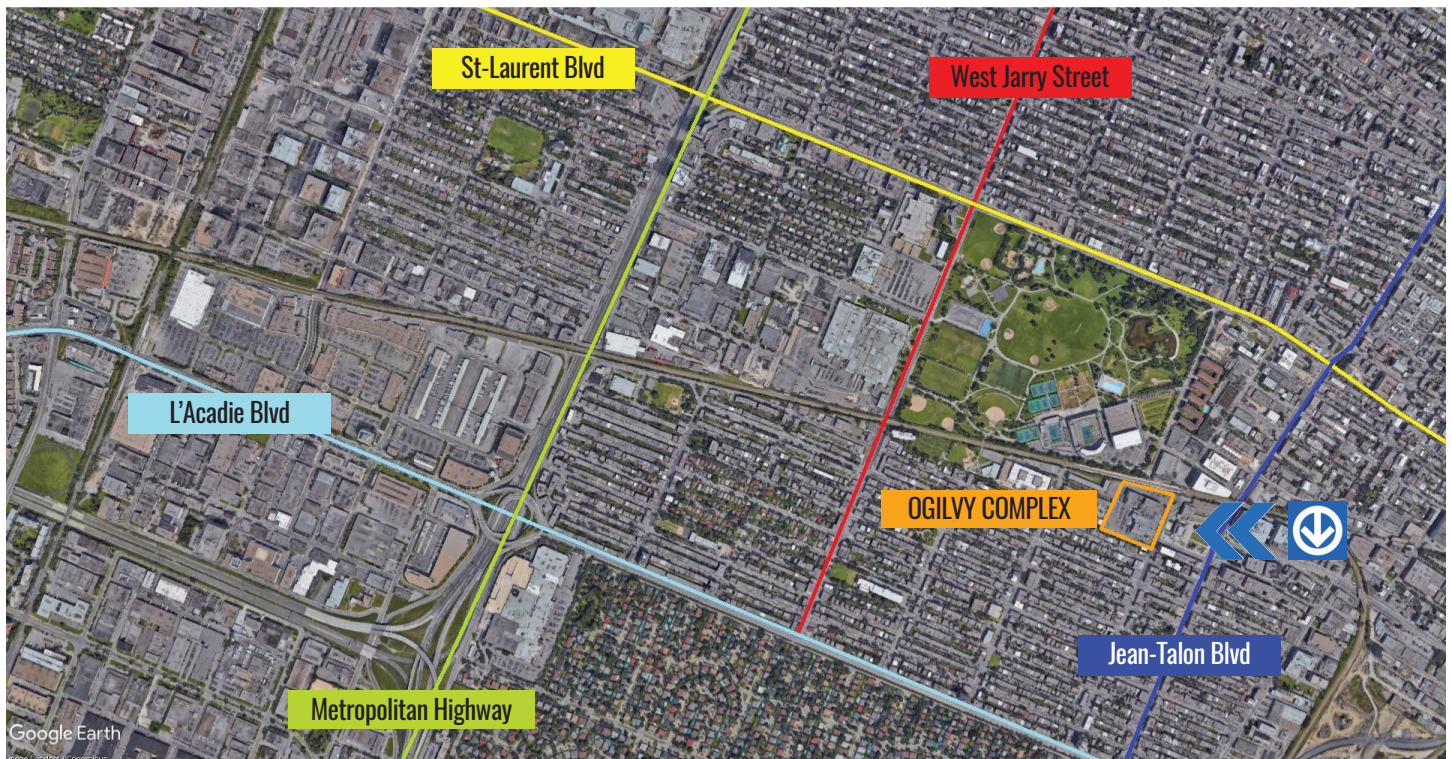 St-Laurent Blvd
West Jarry Street
L'Acadie Blvd
OGILVY COMPLEX
Jean-Talon Blvd
Metropolitan Highway
Google Earth